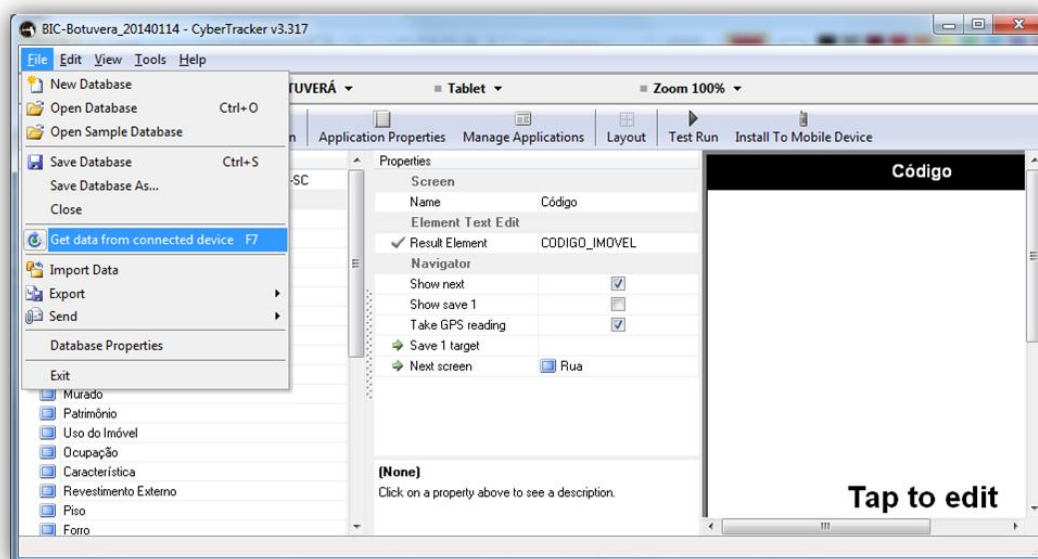 BIC-Botuvera_20140114 - CyberTracker v3.317
File Edit View Tools Help
TUVERÁ Tablet Zoom 100%
n Application Properties Manage Applications Layout Test Run Install To Mobile Device
New Database
Open Database Ctrl+O
Open Sample Database
Save Database Ctrl+S
Save Database As...
Close
Get data from connected device F7
Import Data
Export
Send
Database Properties
Exit
-SC
Murado
Patrimônio
Uso do Imóvel
Ocupação
Característica
Revestimento Externo
Piso
Forro
Properties
Screen
Name Código
Element Text Edit
Result Element CODIGO_IMOVEL
Navigator
Show next
Show save 1
Take GPS reading
Save 1 target
Next screen Rua
(None)
Click on a property above to see a description.
Código
Tap to edit